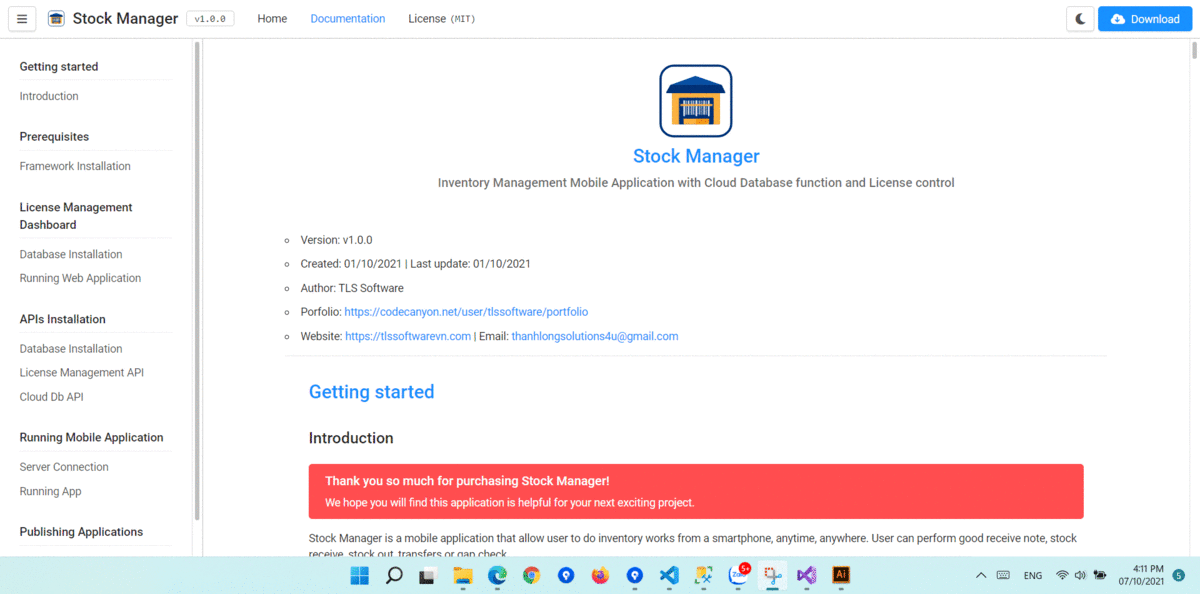 Stock Manager v1.0.0 Home Documentation License (MIT) Download
Getting started
Introduction
Prerequisites
Framework Installation
License Management
Dashboard
Database Installation
Running Web Application
APIs Installation
Database Installation
License Management API
Cloud Db API
Running Mobile Application
Server Connection
Running App
Publishing Applications
Stock Manager
Inventory Management Mobile Application with Cloud Database function and License control
Version: v1.0.0
Created: 01/10/2021 | Last update: 01/10/2021
Author: TLS Software
Porfolio: https://codecanyon.net/user/tlssoftware/portfolio
Website: https://tlssoftwarevn.com | Email: thanhlongsolutions4u@gmail.com
Getting started
Introduction
Thank you so much for purchasing Stock Manager!
We hope you will find this application is helpful for your next exciting project.
Stock Manager is a mobile application that allow user to do inventory works from a smartphone, anytime, anywhere. User can perform good receive note, stock
receive, stock out, transfers or gap check.
Zalo 5+ Ai
ENG
4:11 PM
07/10/2021
5